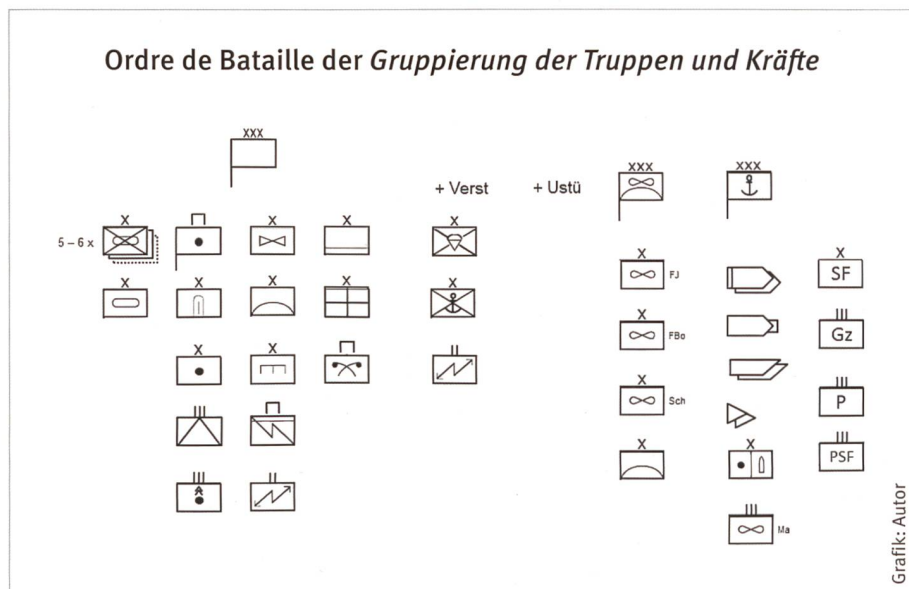 Ordre de Bataille der Gruppierung der Truppen und Kräfte
XXX
+ Verst
+ Ustü
XXX
XXX
5 – 6 x
X
X
X
X
X
X
X
X
X
X
X
II
III
III
II
X
FJ
X
FBo
X
Sch
X
X
III
Ma
X
SF
III
Gz
III
P
III
PSF
Grafik: Autor